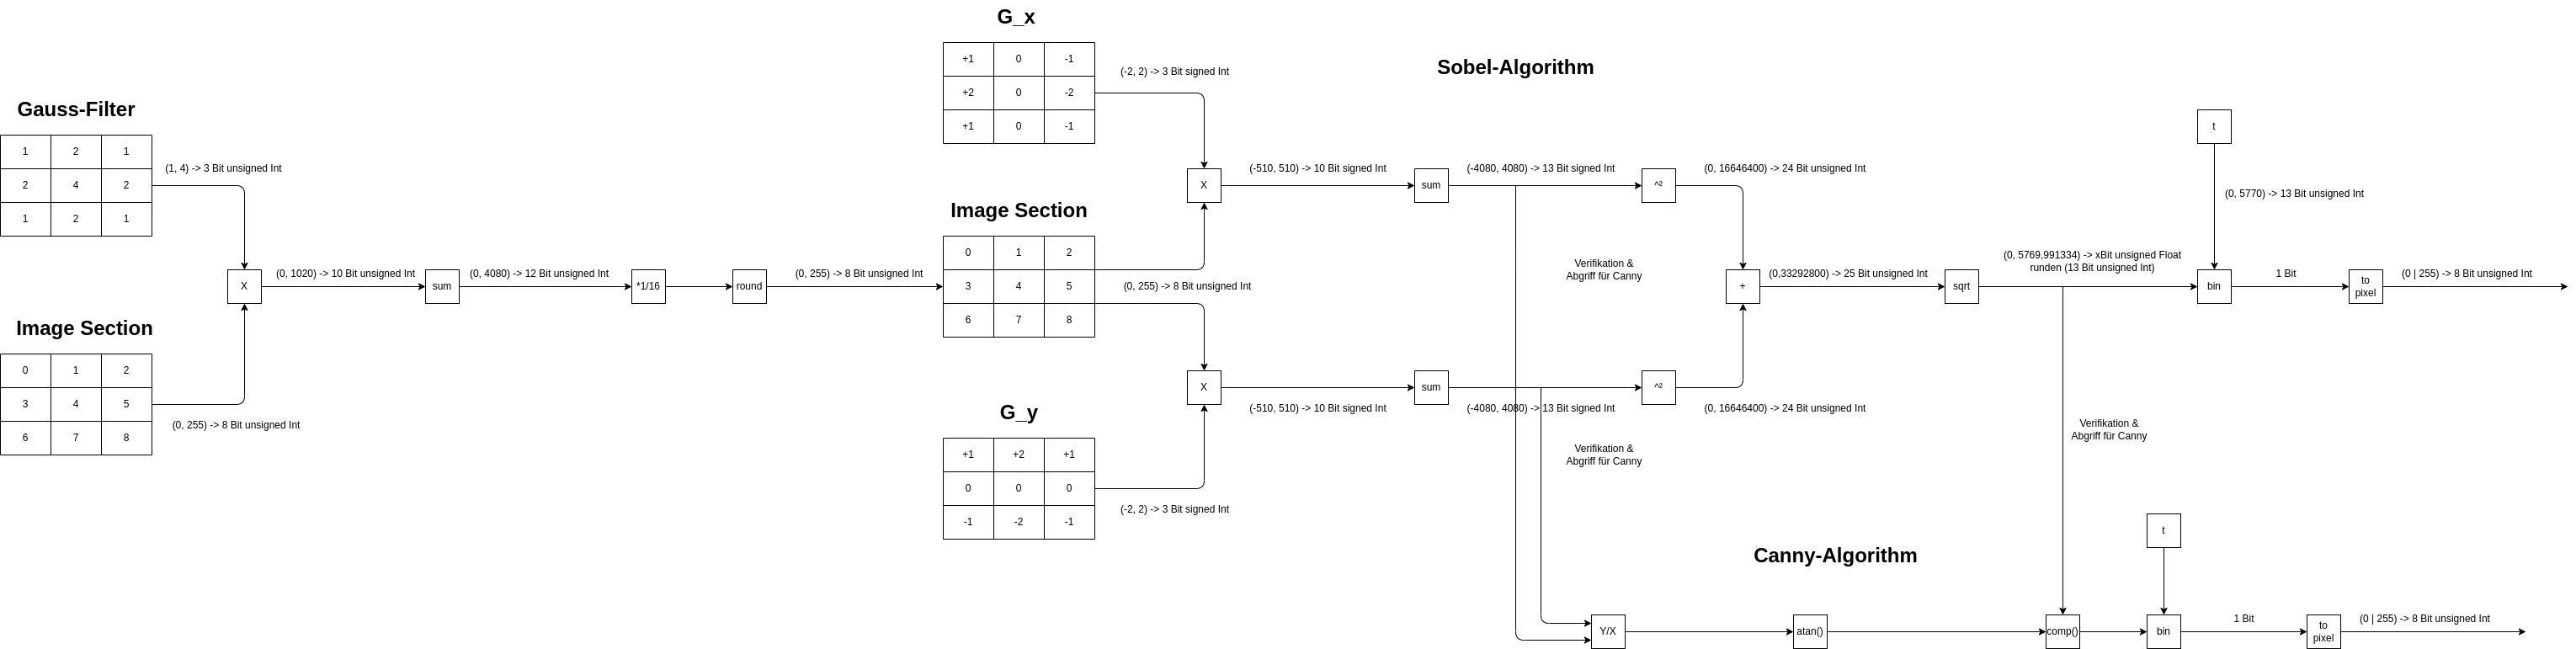 G_x
+1 0 -1
+2 0 -2
+1 0 -1
(-2, 2) -> 3 Bit signed Int
Sobel-Algorithm
Gauss-Filter
1 2 1
2 4 2
1 2 1
(1, 4) -> 3 Bit unsigned Int
X
(0, 1020) -> 10 Bit unsigned Int
sum
(0, 4080) -> 12 Bit unsigned Int
*1/16
round
(0, 255) -> 8 Bit unsigned Int
Image Section
0 1 2
3 4 5
6 7 8
(0, 255) -> 8 Bit unsigned Int
Image Section
0 1 2
3 4 5
6 7 8
(0, 255) -> 8 Bit unsigned Int
X
(-510, 510) -> 10 Bit signed Int
sum
(-4080, 4080) -> 13 Bit signed Int
^²
(0, 16646400) -> 24 Bit unsigned Int
Verifikation &
Abgriff für Canny
X
(-510, 510) -> 10 Bit signed Int
sum
(-4080, 4080) -> 13 Bit signed Int
^²
(0, 16646400) -> 24 Bit unsigned Int
Verifikation &
Abgriff für Canny
G_y
+1 +2 +1
0 0 0
-1 -2 -1
(-2, 2) -> 3 Bit signed Int
+
(0,33292800) -> 25 Bit unsigned Int
sqrt
(0, 5769,991334) -> xBit unsigned Float
runden (13 Bit unsigned Int)
t
(0, 5770) -> 13 Bit unsigned Int
bin
1 Bit
to
pixel
(0 | 255) -> 8 Bit unsigned Int
Verifikation &
Abgriff für Canny
Canny-Algorithm
Y/X
atan()
comp()
t
bin
1 Bit
to
pixel
(0 | 255) -> 8 Bit unsigned Int